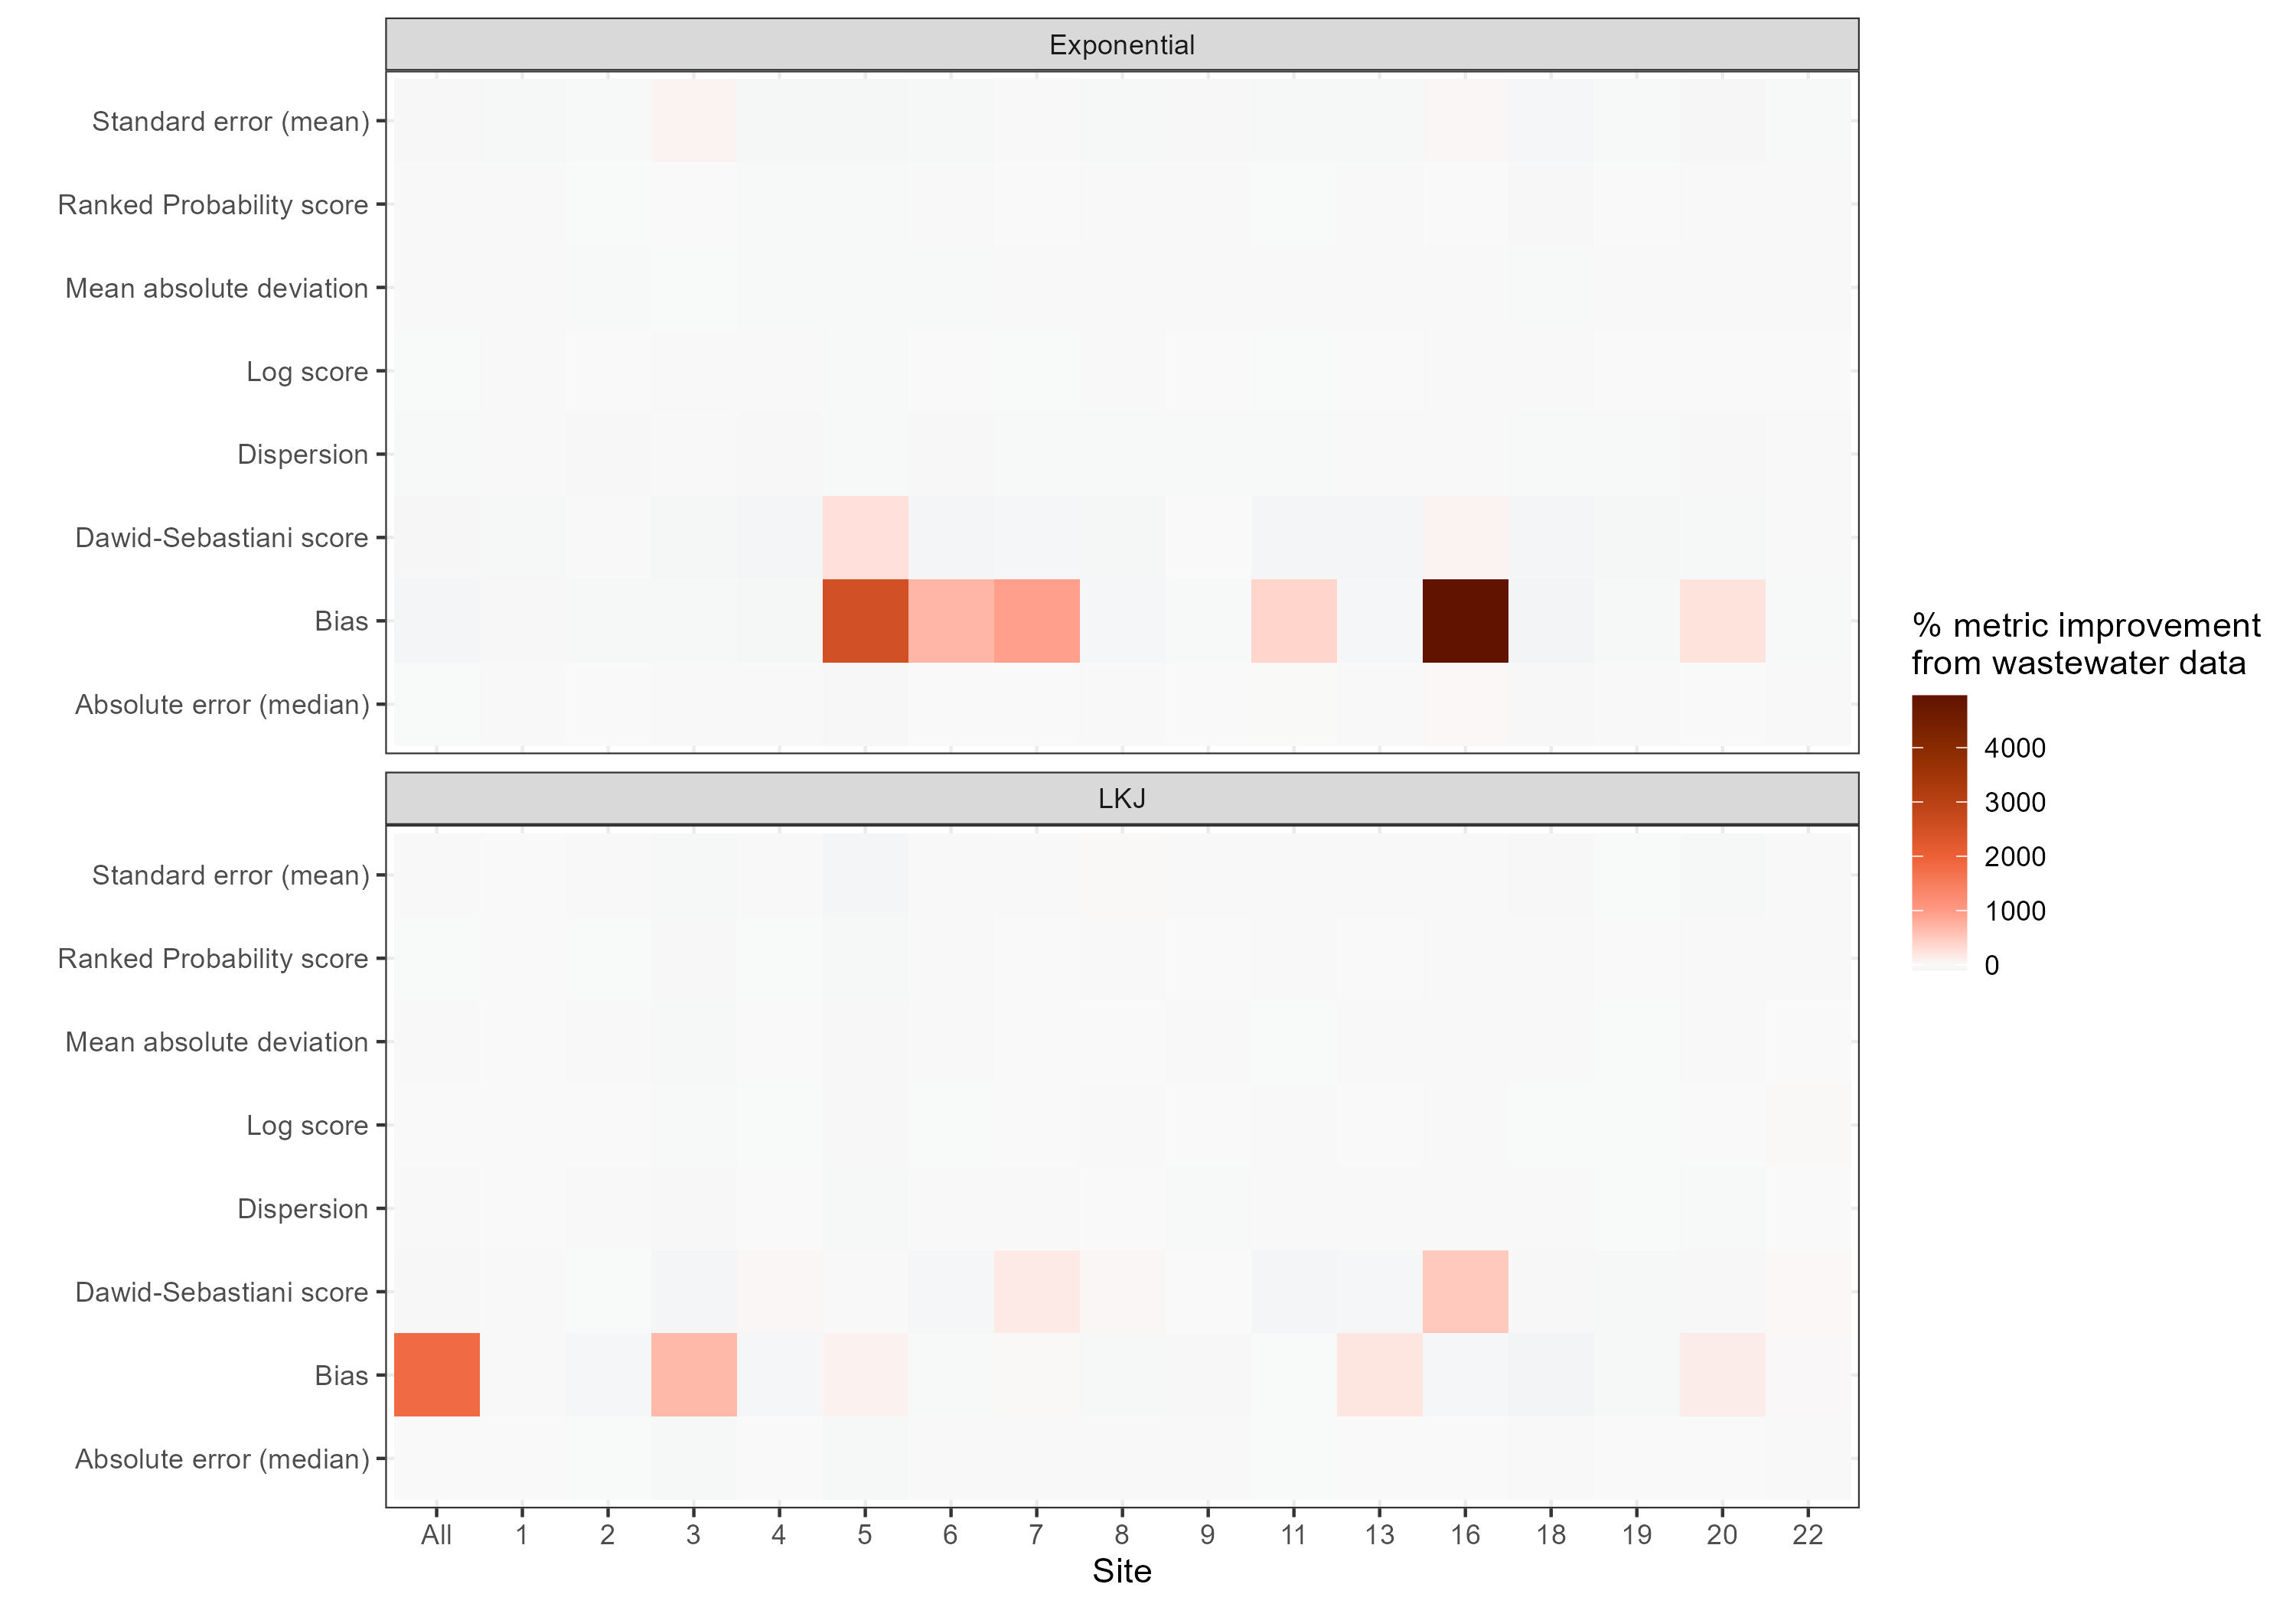 Exponential
Standard error (mean)
Ranked Probability score
Mean absolute deviation
Log score
Dispersion
Dawid-Sebastiani score
Bias
Absolute error (median)
LKJ
Standard error (mean)
Ranked Probability score
Mean absolute deviation
Log score
Dispersion
Dawid-Sebastiani score
Bias
Absolute error (median)
All 1 2 3 4 5 6 7 8 9 11 13 16 18 19 20 22
Site
% metric improvement
from wastewater data
4000
3000
2000
1000
0